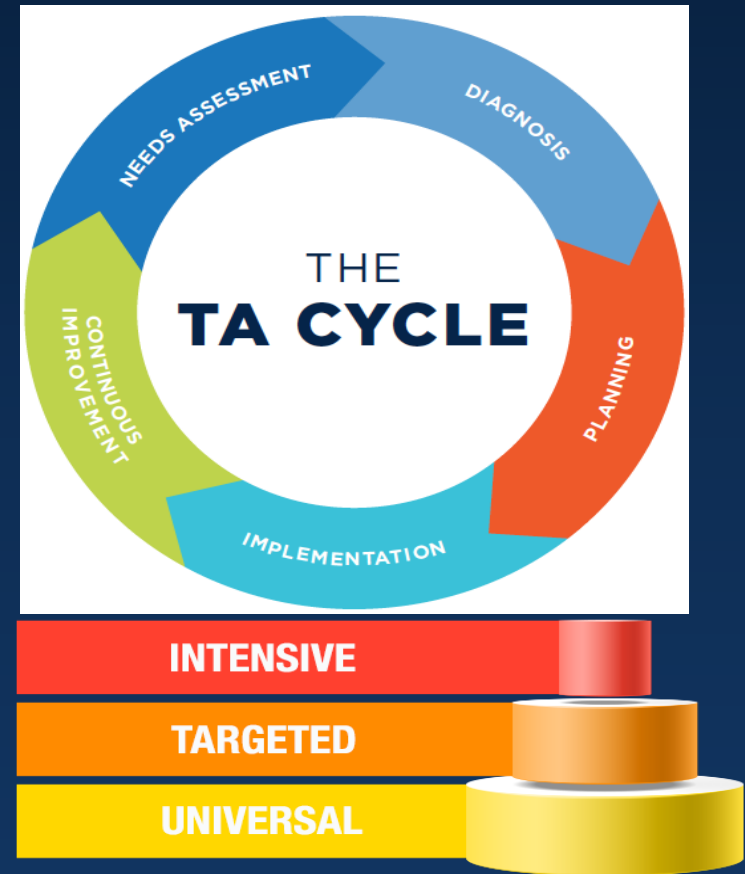 NEEDS ASSESSMENT
DIAGNOSIS
THE
TA CYCLE
PLANNING
CONTINUOUS
IMPROVEMENT
IMPLEMENTATION
INTENSIVE
TARGETED
UNIVERSAL